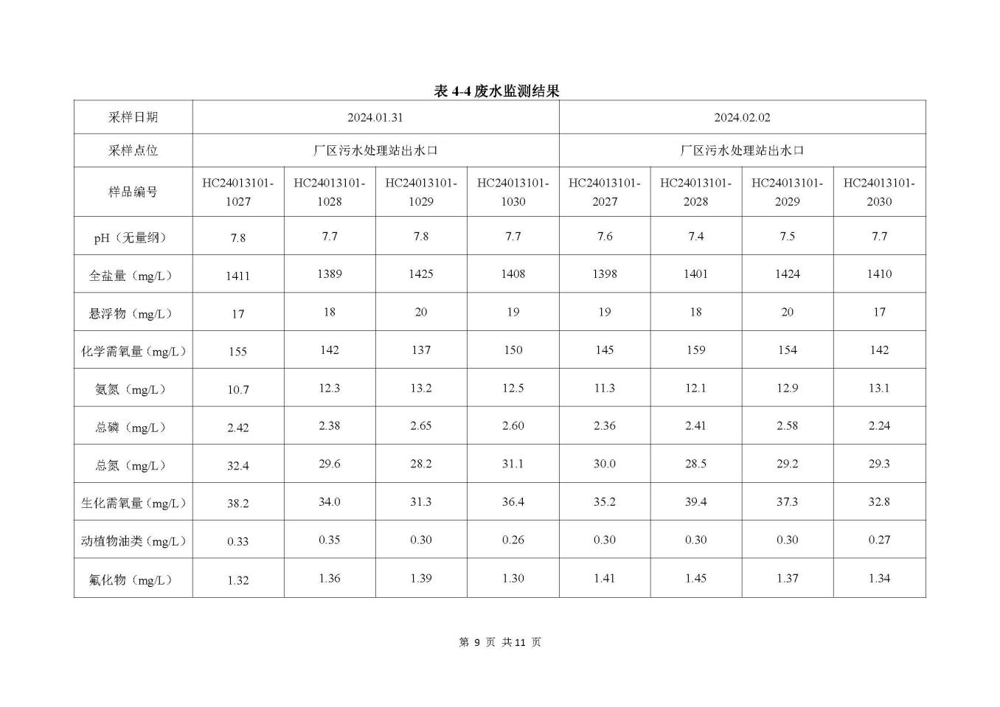 表 4-4 废水监测结果
采样日期 2024.01.31 2024.02.02
采样点位 厂区污水处理站出水口 厂区污水处理站出水口
样品编号 HC24013101-1027 HC24013101-1028 HC24013101-1029 HC24013101-1030 HC24013101-2027 HC24013101-2028 HC24013101-2029 HC24013101-2030
pH（无量纲） 7.8 7.7 7.8 7.7 7.6 7.4 7.5 7.7
全盐量（mg/L） 1411 1389 1425 1408 1398 1401 1424 1410
悬浮物（mg/L） 17 18 20 19 19 18 20 17
化学需氧量（mg/L） 155 142 137 150 145 159 154 142
氨氮（mg/L） 10.7 12.3 13.2 12.5 11.3 12.1 12.9 13.1
总磷（mg/L） 2.42 2.38 2.65 2.60 2.36 2.41 2.58 2.24
总氮（mg/L） 32.4 29.6 28.2 31.1 30.0 28.5 29.2 29.3
生化需氧量（mg/L） 38.2 34.0 31.3 36.4 35.2 39.4 37.3 32.8
动植物油类（mg/L） 0.33 0.35 0.30 0.26 0.30 0.30 0.30 0.27
氟化物（mg/L） 1.32 1.36 1.39 1.30 1.41 1.45 1.37 1.34
第 9 页 共 11 页